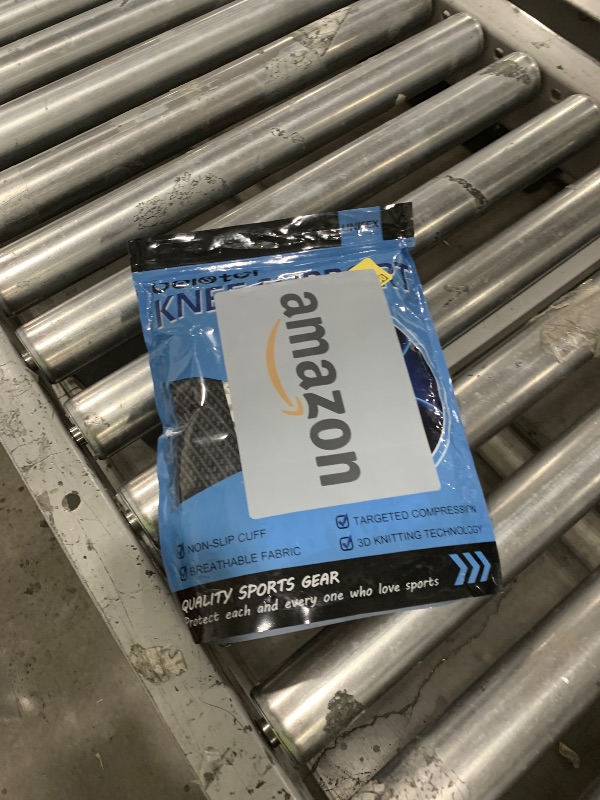 UNISEX
KNEE SUPPORT
amazon
NON-SLIP CUFF
TARGETED COMPRESSION
BREATHABLE FABRIC
3D KNITTING TECHNOLOGY
QUALITY SPORTS GEAR
Protect each and every one who love sports